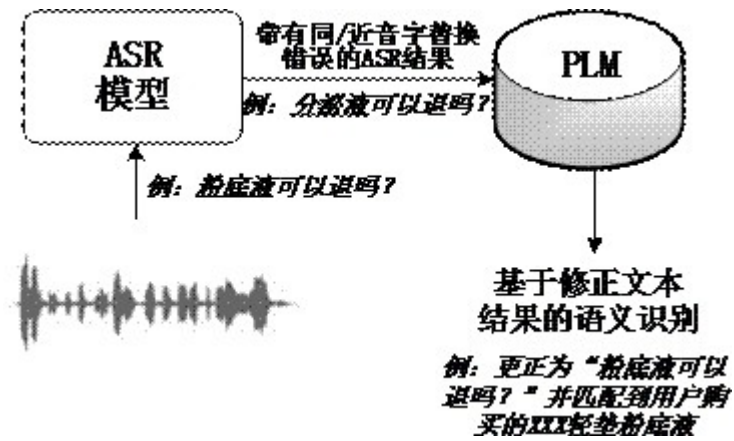 ASR
模型
带有同/近音字替换
错误的ASR结果
例：分泌液可以退吗？
PLM
例：粉底液可以退吗？
基于修正文本
结果的语义识别
例：更正为“粉底液可以
退吗？”并匹配到用户购
买的XXX轻垫粉底液